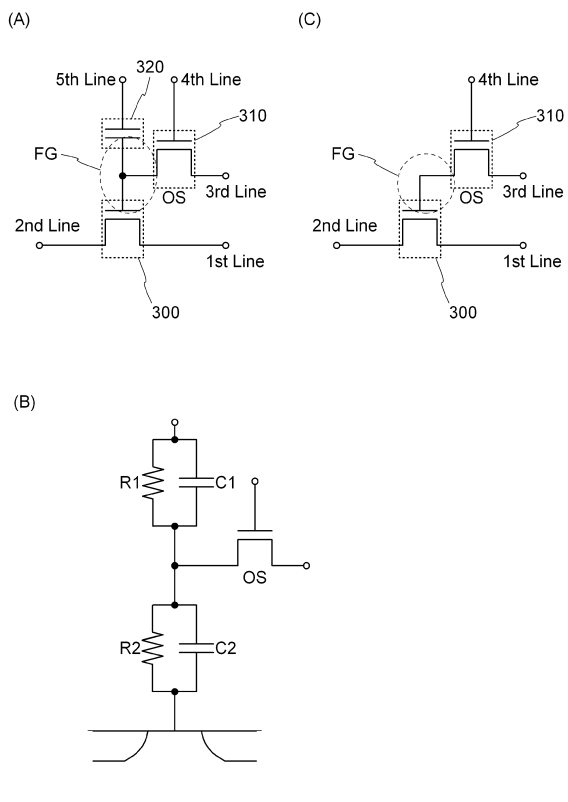 (A)
(C)
320
5th Line
4th Line
4th Line
310
310
FG
FG
3rd Line
3rd Line
OS
OS
2nd Line
2nd Line
1st Line
1st Line
300
300
(B)
R1
C1
OS
R2
C2